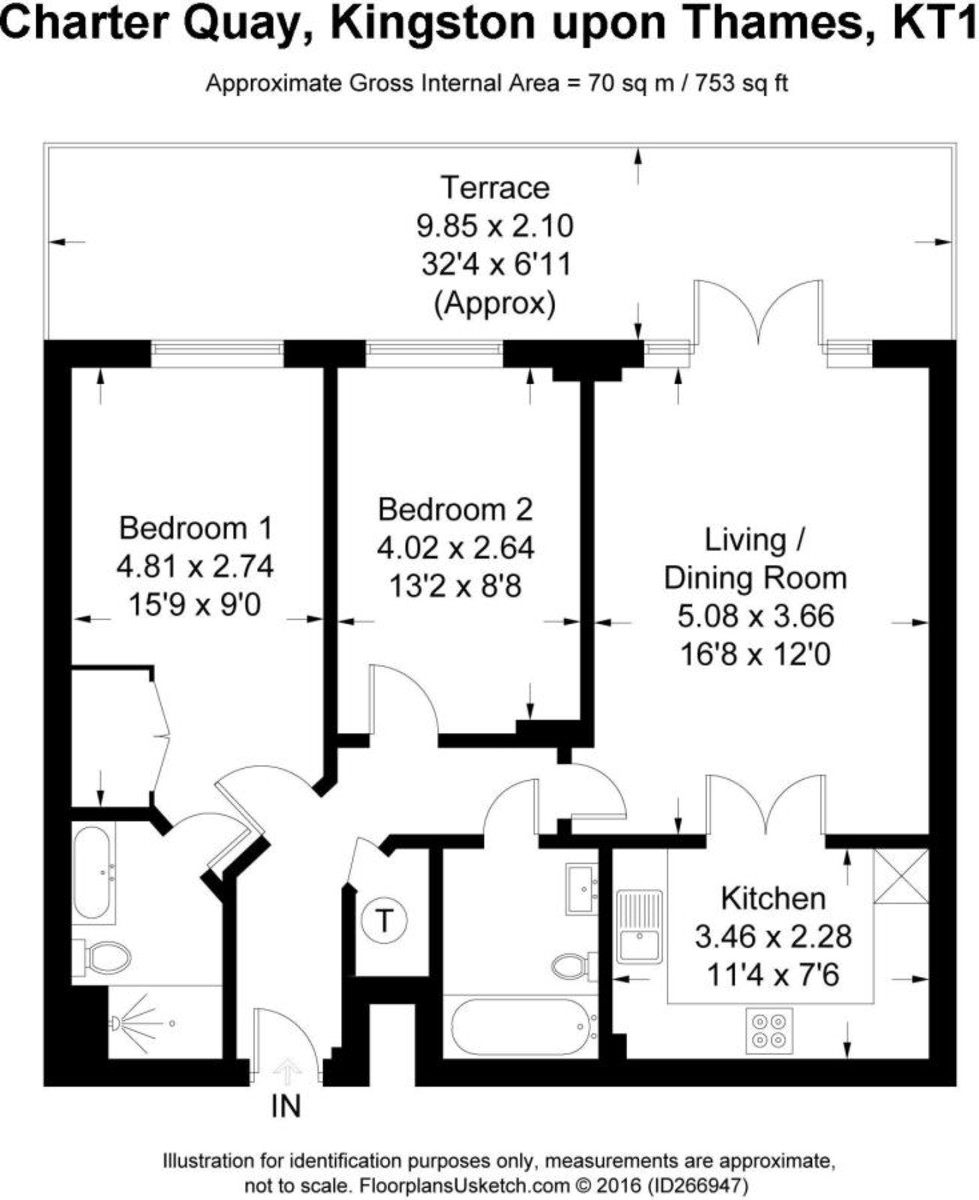 Charter Quay, Kingston upon Thames, KT1
Approximate Gross Internal Area = 70 sq m / 753 sq ft
Terrace
9.85 x 2.10
32'4 x 6'11
(Approx)
Bedroom 1
4.81 x 2.74
15'9 x 9'0
Bedroom 2
4.02 x 2.64
13'2 x 8'8
Living /
Dining Room
5.08 x 3.66
16'8 x 12'0
Kitchen
3.46 x 2.28
11'4 x 7'6
T
IN
Illustration for identification purposes only, measurements are approximate,
not to scale. FloorplansUsketch.com © 2016 (ID266947)